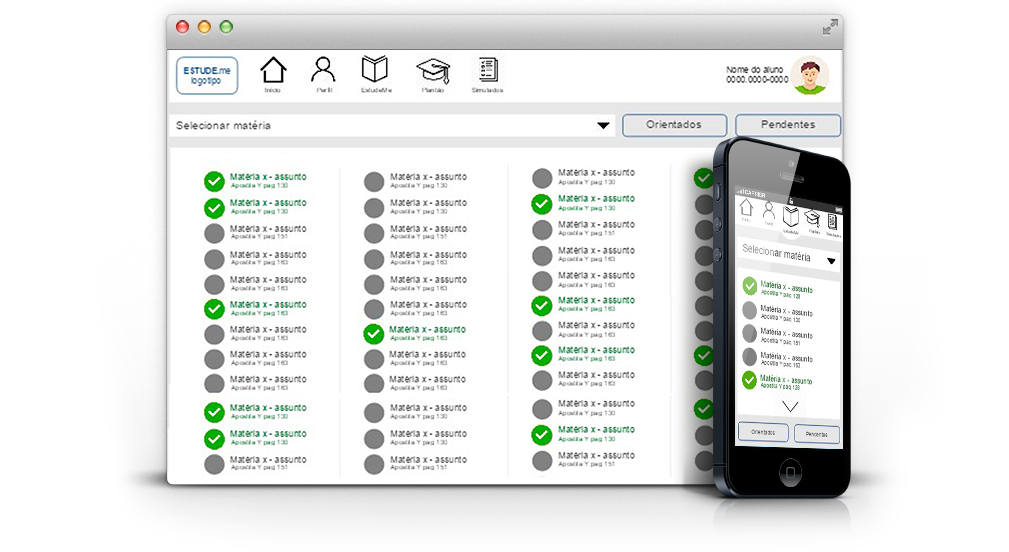 ESTUDE.me
logotipo
Início
Perfil
EstudeMe
Plantão
Simulados
Nome do aluno
0000.0000-0000
Selecionar matéria
Orientados
Pendentes
Matéria x - assunto
Apostila Y pag 130
Matéria x - assunto
Apostila Y pag 130
Matéria x - assunto
Apostila Y pag 151
Matéria x - assunto
Apostila Y pag 163
Matéria x - assunto
Apostila Y pag 163
Matéria x - assunto
Apostila Y pag 163
Matéria x - assunto
Apostila Y pag 163
Matéria x - assunto
Apostila Y pag 163
Matéria x - assunto
Apostila Y pag 163
Matéria x - assunto
Apostila Y pag 130
Matéria x - assunto
Apostila Y pag 130
Matéria x - assunto
Apostila Y pag 151
Matéria x - assunto
Apostila Y pag 130
Matéria x - assunto
Apostila Y pag 130
Matéria x - assunto
Apostila Y pag 151
Matéria x - assunto
Apostila Y pag 163
Matéria x - assunto
Apostila Y pag 163
Matéria x - assunto
Apostila Y pag 163
Matéria x - assunto
Apostila Y pag 163
Matéria x - assunto
Apostila Y pag 163
Matéria x - assunto
Apostila Y pag 163
Matéria x - assunto
Apostila Y pag 130
Matéria x - assunto
Apostila Y pag 130
Matéria x - assunto
Apostila Y pag 151
Matéria x - assunto
Apostila Y pag 130
Matéria x - assunto
Apostila Y pag 130
Matéria x - assunto
Apostila Y pag 151
Matéria x - assunto
Apostila Y pag 163
Matéria x - assunto
Apostila Y pag 163
Matéria x - assunto
Apostila Y pag 163
Matéria x - assunto
Apostila Y pag 163
Matéria x - assunto
Apostila Y pag 163
Matéria x - assunto
Apostila Y pag 163
Matéria x - assunto
Apostila Y pag 130
Matéria x - assunto
Apostila Y pag 130
Matéria x - assunto
Apostila Y pag 151
CARRIER
Perfil
EstudeMe
Plantão
Simulados
Selecionar matéria
Matéria x - assunto
Apostila Y pag 128
Matéria x - assunto
Apostila Y pag 130
Matéria x - assunto
Apostila Y pag 151
Matéria x - assunto
Apostila Y pag 163
Matéria x - assunto
Apostila Y pag 138
Orientados
Pendentes